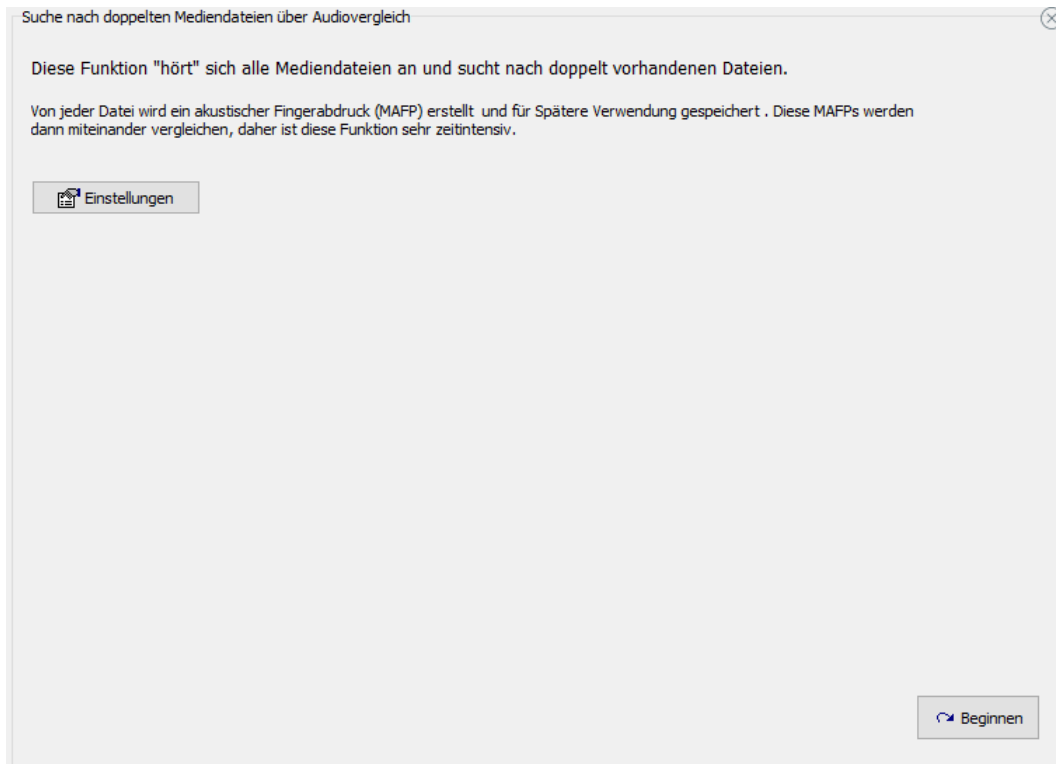 Suche nach doppelten Mediendateien über Audiovergleich
Diese Funktion "hört" sich alle Mediendateien an und sucht nach doppelt vorhandenen Dateien.
Von jeder Datei wird ein akustischer Fingerabdruck (MAFP) erstellt  und für Spätere Verwendung gespeichert . Diese MAFPs werden
dann miteinander vergleichen, daher ist diese Funktion sehr zeitintensiv.
Einstellungen
Beginnen